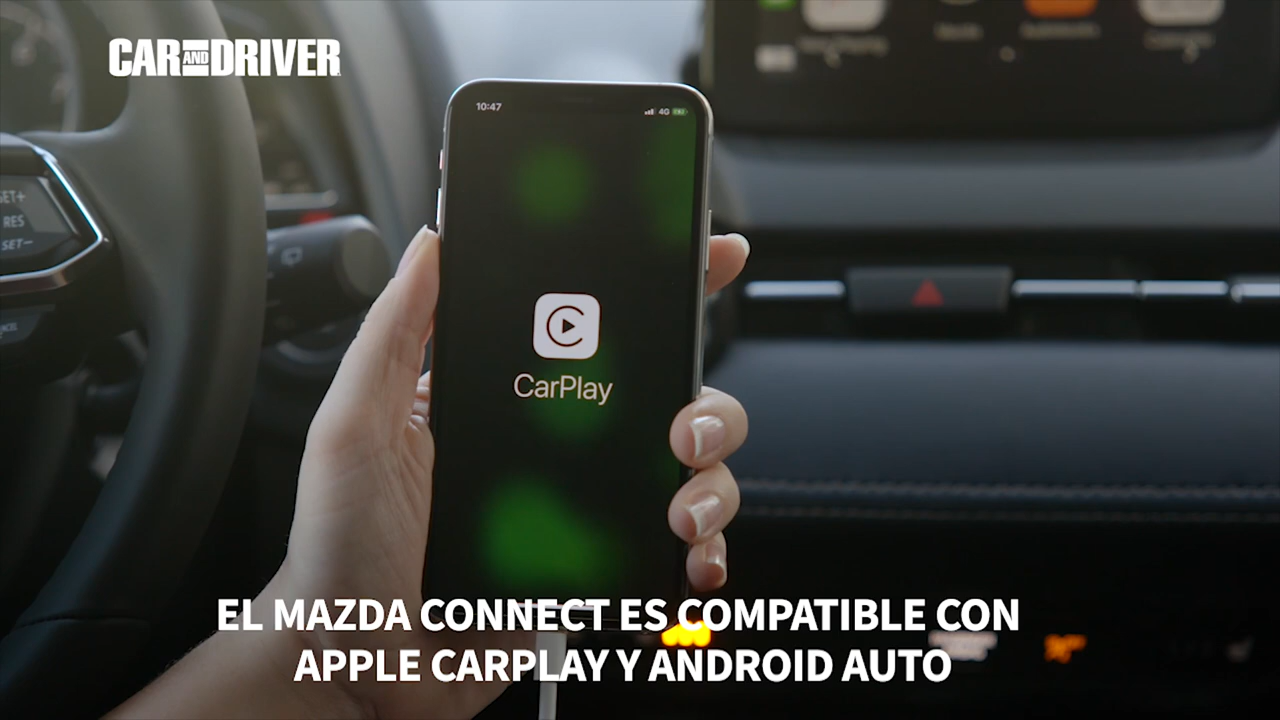 CAR AND DRIVER
10:47
4G
SET+
RES
SET−
CarPlay
EL MAZDA CONNECT ES COMPATIBLE CON
APPLE CARPLAY Y ANDROID AUTO